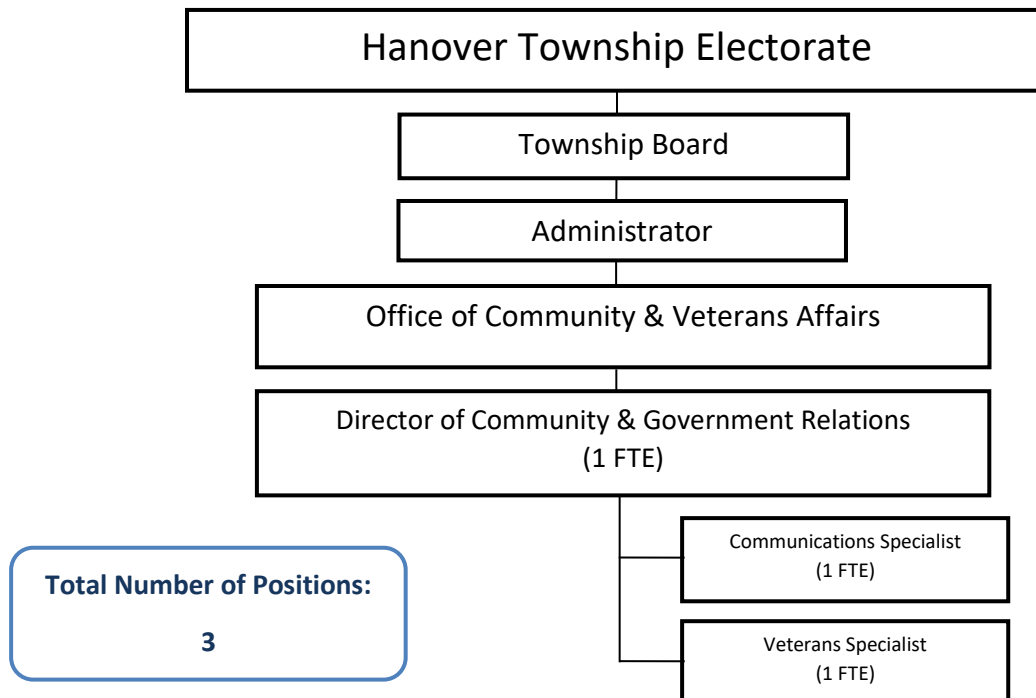 Hanover Township Electorate
Township Board
Administrator
Office of Community & Veterans Affairs
Director of Community & Government Relations
(1 FTE)
Communications Specialist
(1 FTE)
Total Number of Positions:
3
Veterans Specialist
(1 FTE)